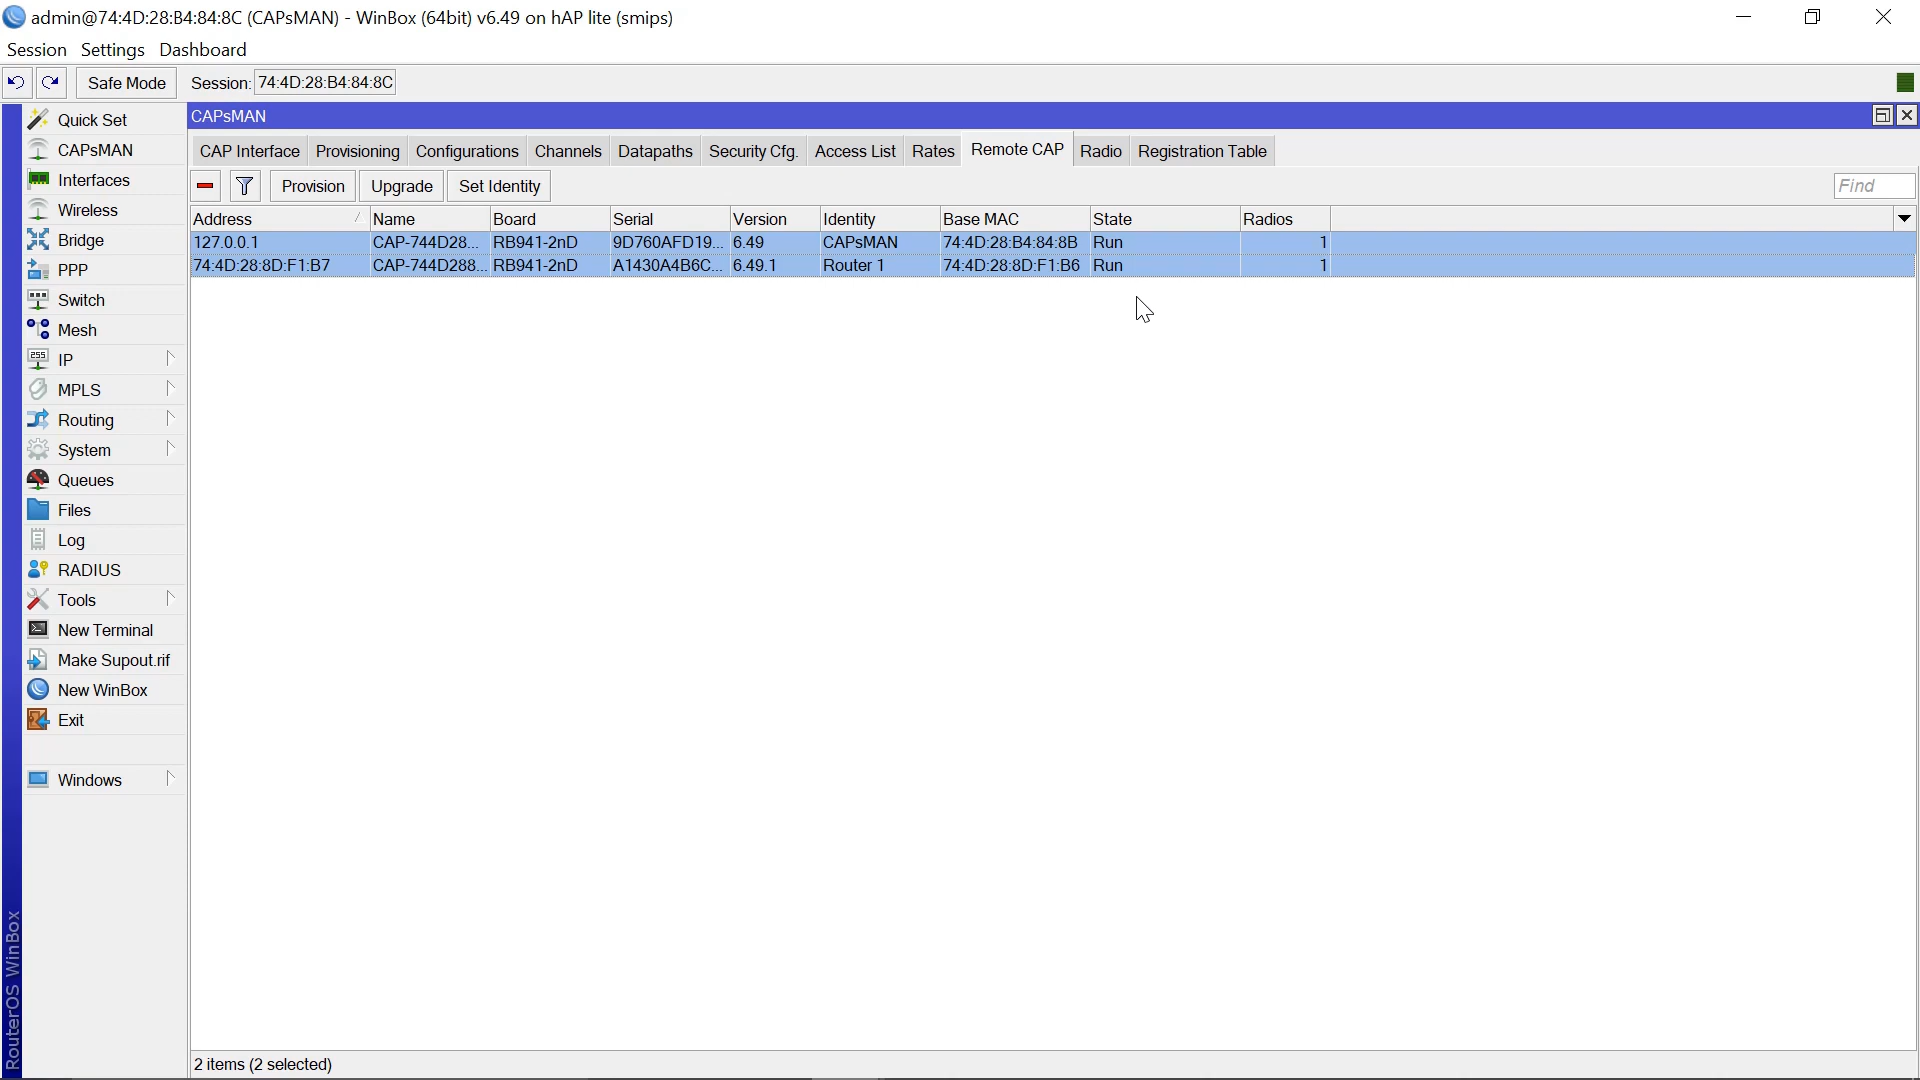 admin@74:4D:28:B4:84:8C (CAPsMAN) - WinBox (64bit) v6.49 on hAP lite (smips)
Session Settings Dashboard
Safe Mode Session: 74:4D:28:B4:84:8C
Quick Set
CAPsMAN
Interfaces
Wireless
Bridge
PPP
Switch
Mesh
IP
MPLS
Routing
System
Queues
Files
Log
RADIUS
Tools
New Terminal
Make Supout.rif
New WinBox
Exit
Windows
RouterOS WinBox
CAPsMAN
CAP Interface Provisioning Configurations Channels Datapaths Security Cfg. Access List Rates Remote CAP Radio Registration Table
Provision Upgrade Set Identity Find
Address Name Board Serial Version Identity Base MAC State Radios
127.0.0.1 CAP-744D28... RB941-2nD 9D760AFD19... 6.49 CAPsMAN 74:4D:28:B4:84:8B Run 1
74:4D:28:8D:F1:B7 CAP-744D288... RB941-2nD A1430A4B6C... 6.49.1 Router 1 74:4D:28:8D:F1:B6 Run 1
2 items (2 selected)